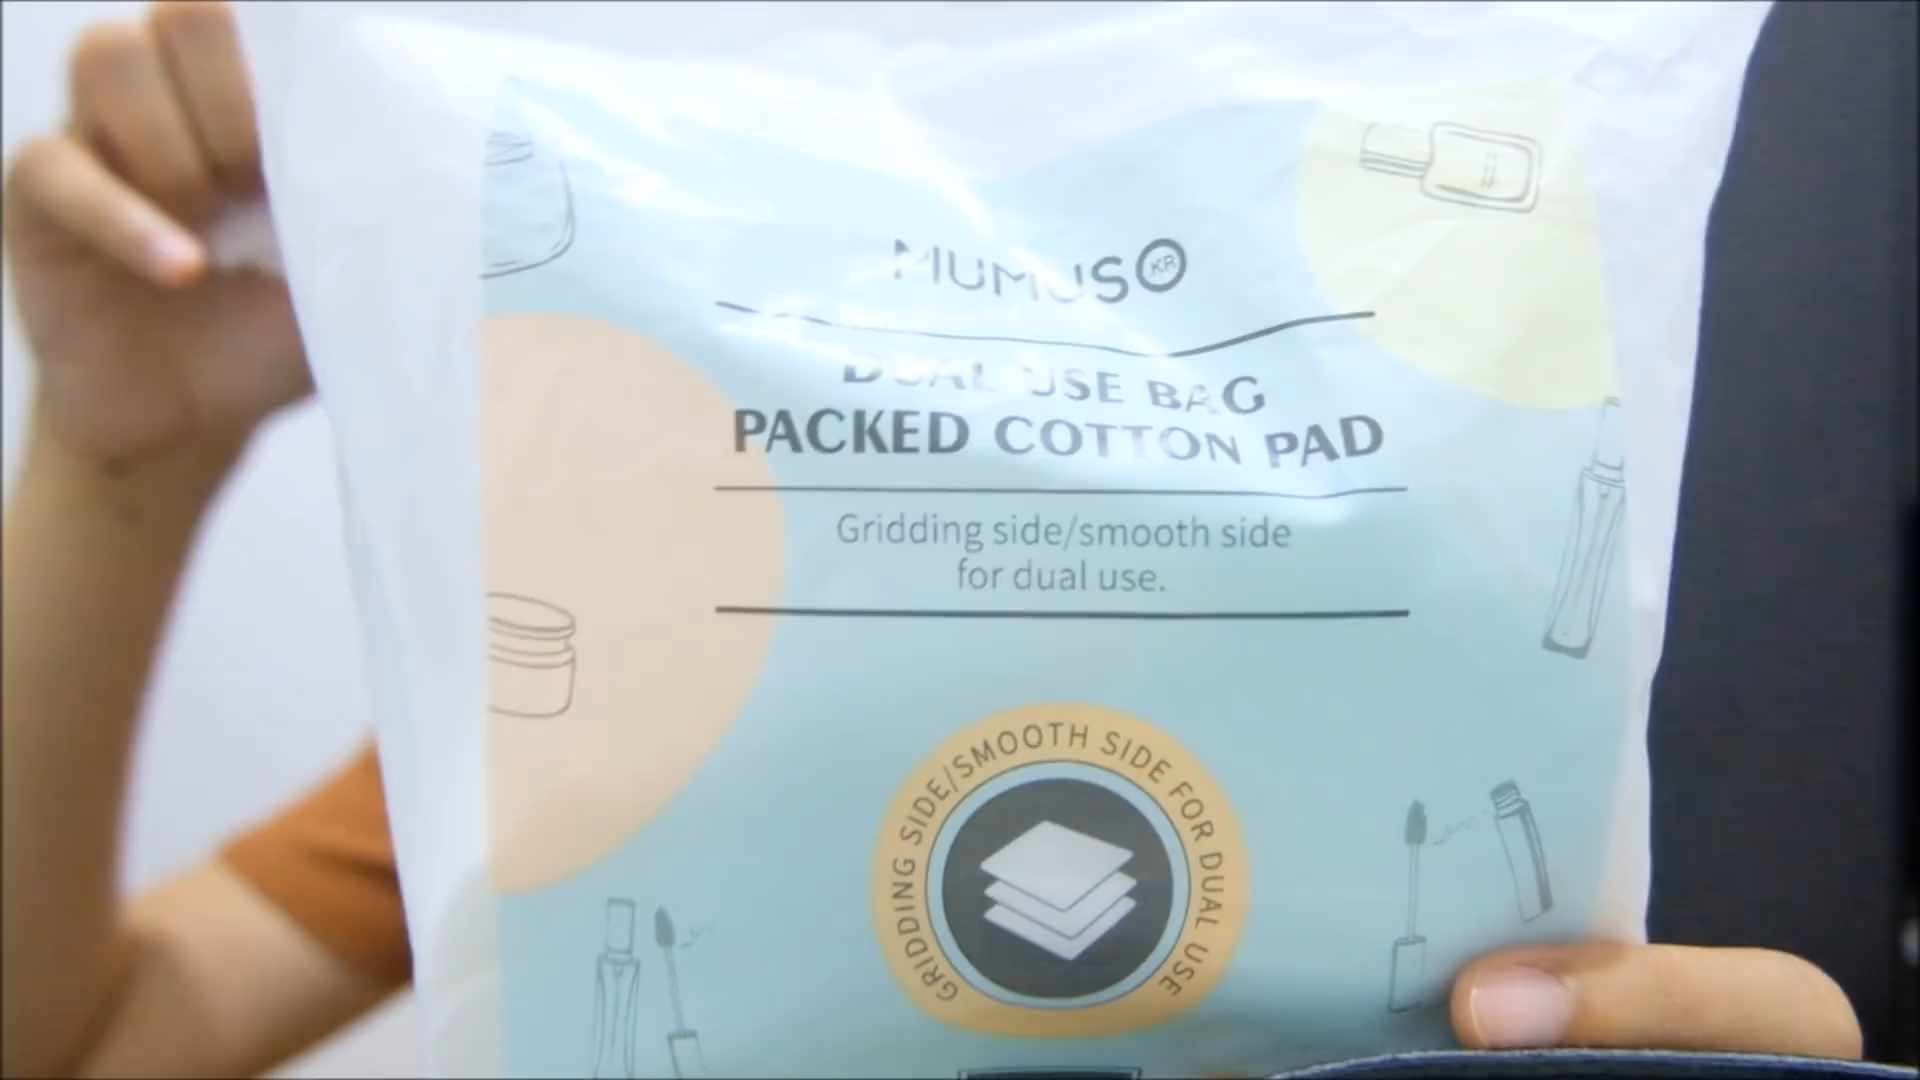 MUMUSO KR
DUAL USE BAG
PACKED COTTON PAD
Gridding side/smooth side
for dual use.
GRIDDING SIDE/SMOOTH SIDE FOR DUAL USE